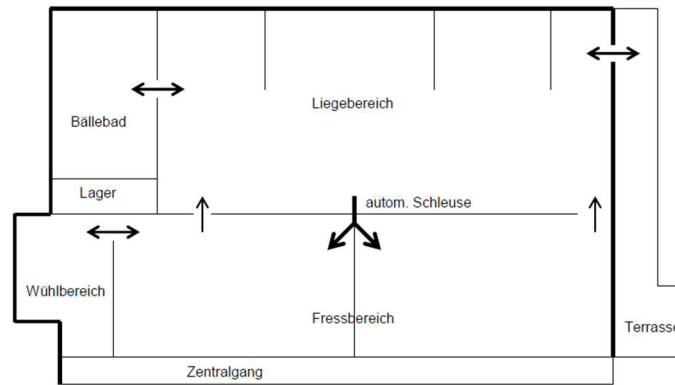 Liegebereich
Bällebad
Lager
autom. Schleuse
Wühlbereich
Fressbereich
Terrasse
Zentralgang